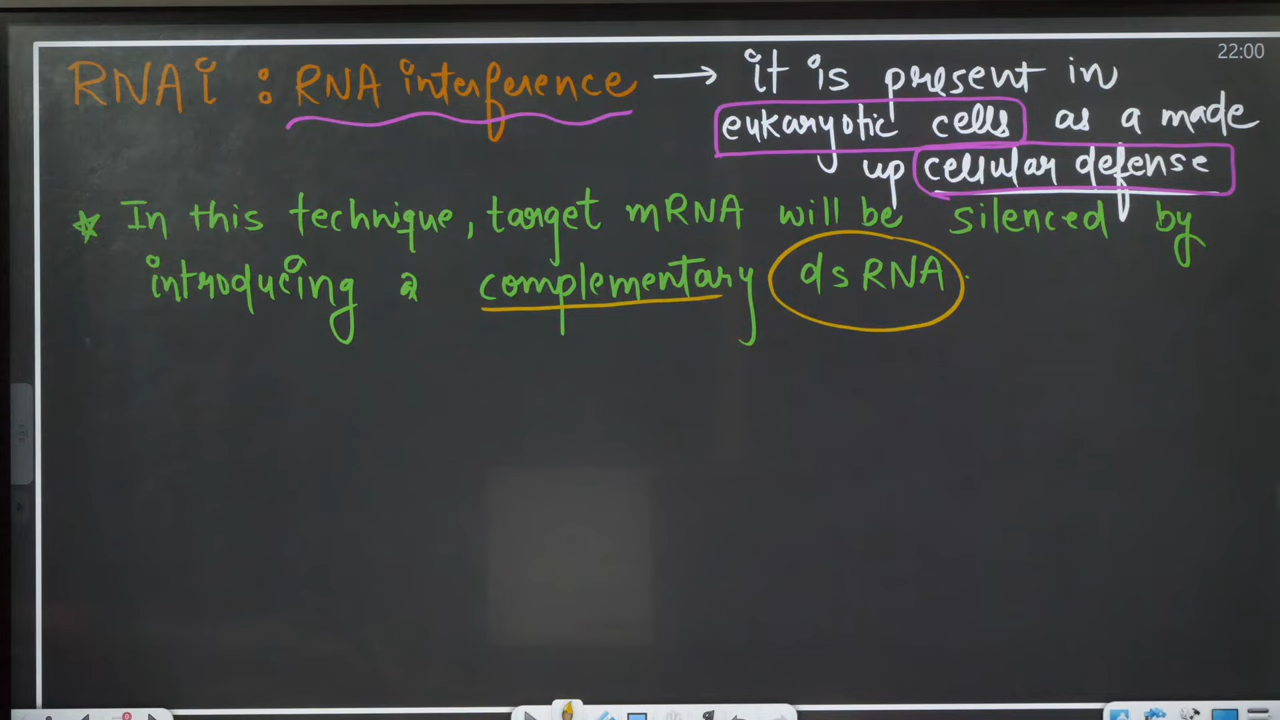 22:00
RNAi : RNA interference → it is present in
eukaryotic cells as a made
up cellular defense
* In this technique, target mRNA will be silenced by
introducing a complementary dsRNA.